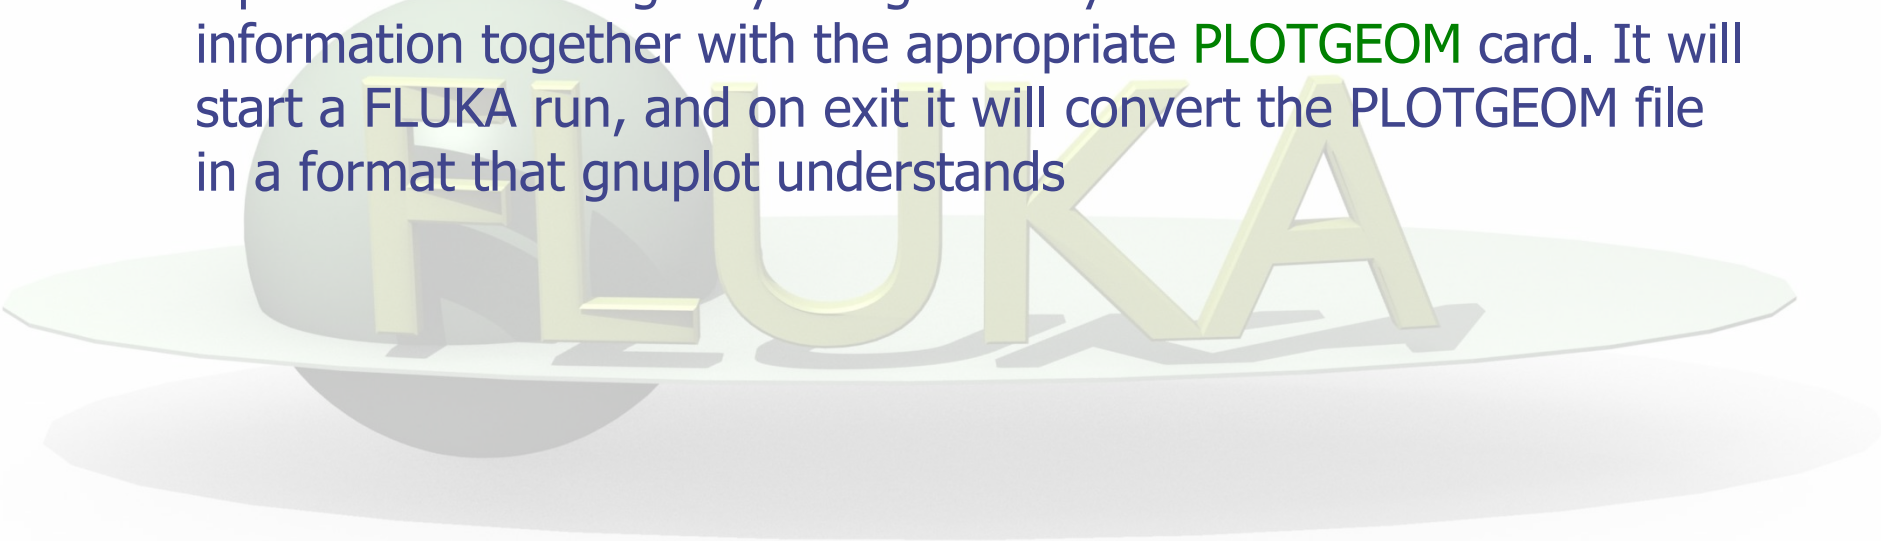 information together with the appropriate PLOTGEOM card. It will
start a FLUKA run, and on exit it will convert the PLOTGEOM file
in a format that gnuplot understands
FLUKA